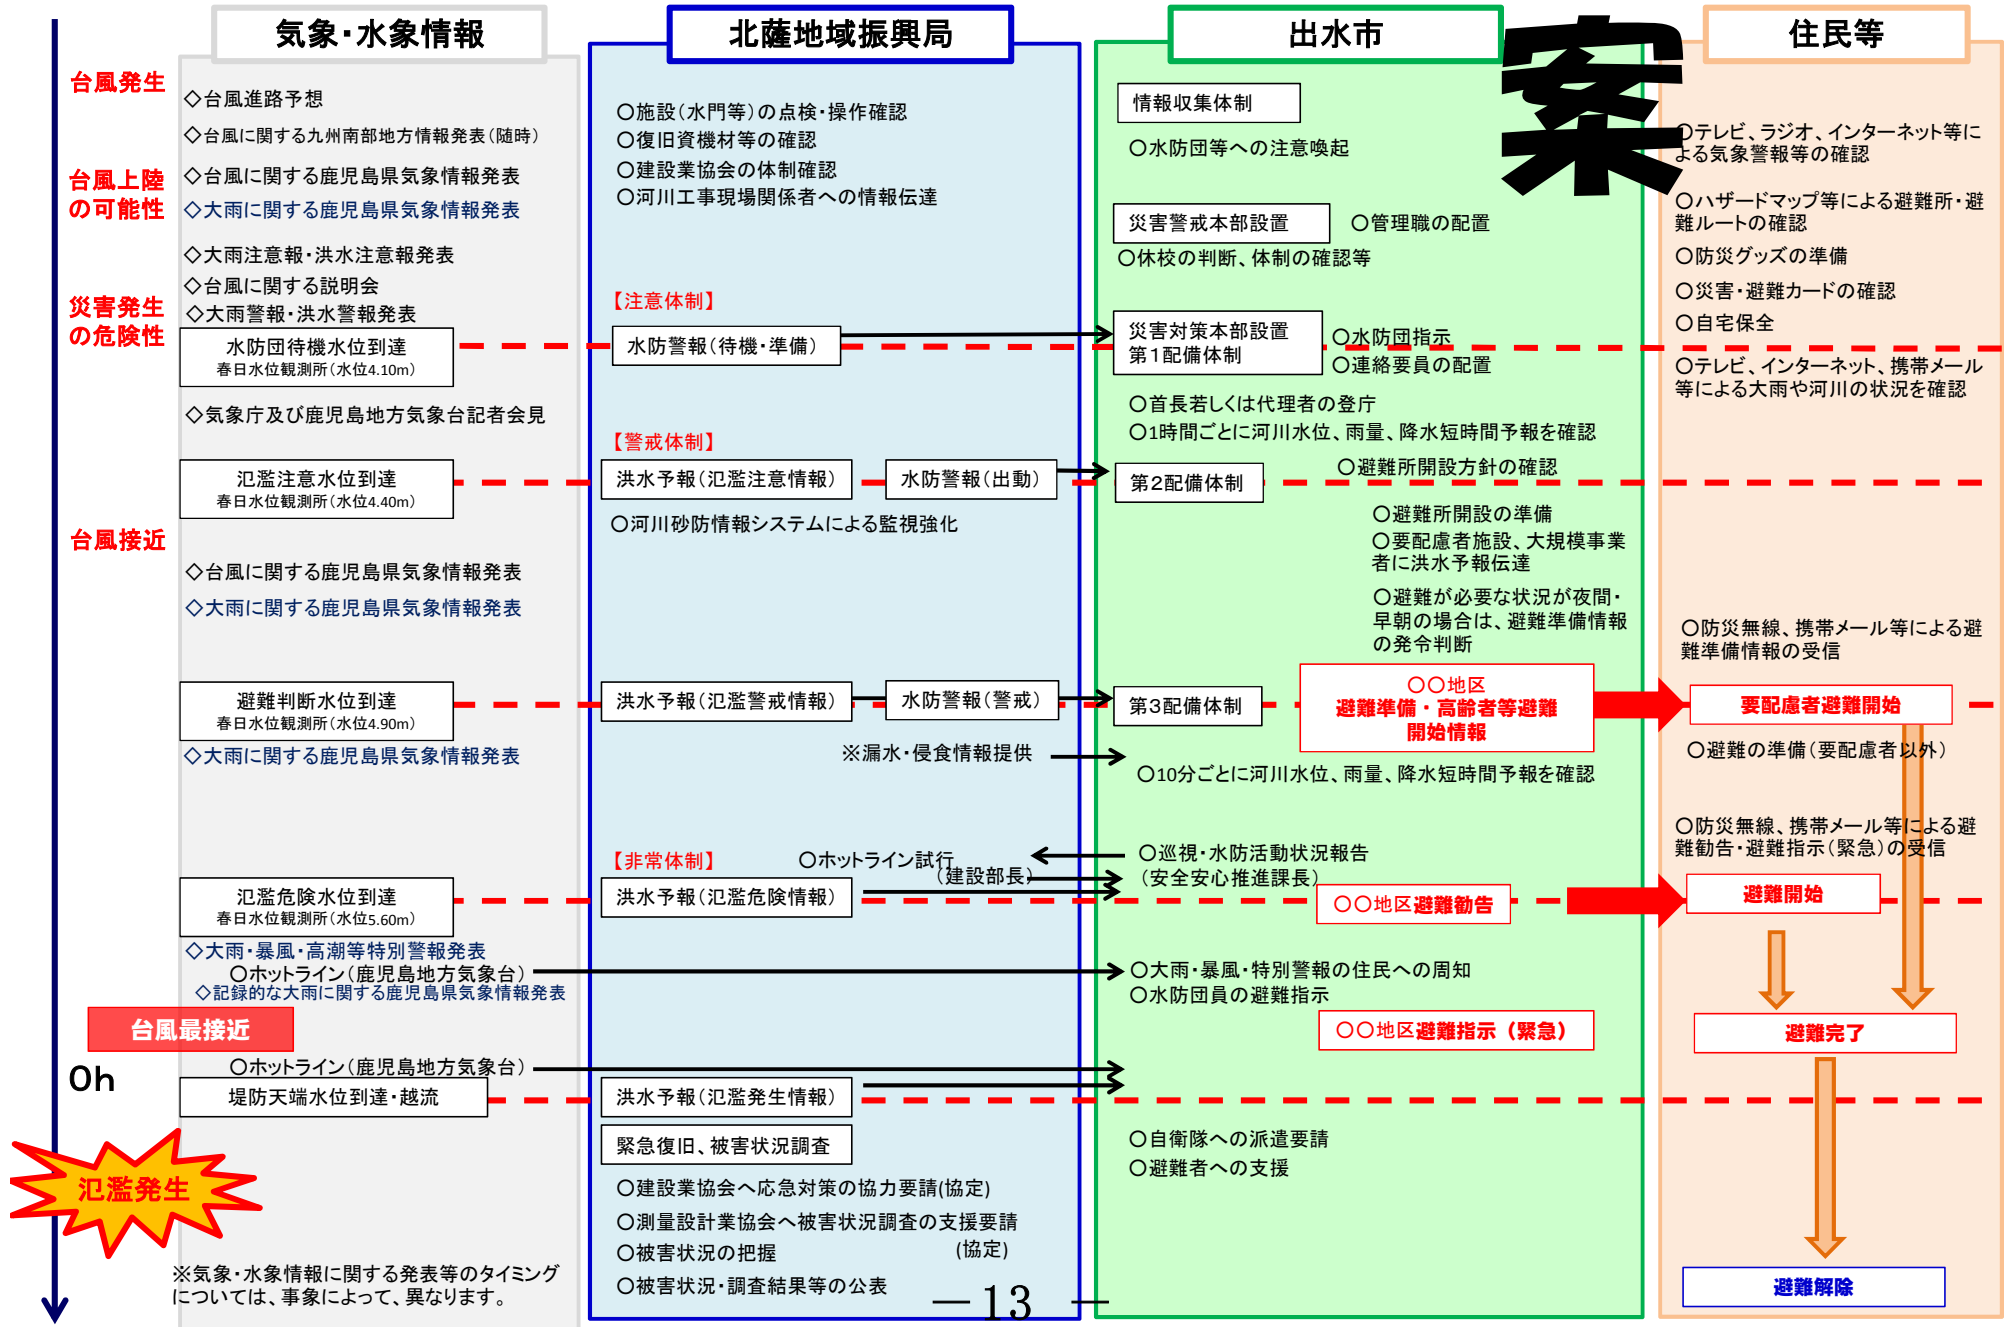 気象・水象情報
北薩地域振興局
出水市
案
住民等
台風発生
台風上陸
の可能性
災害発生
の危険性
台風接近
台風最接近
0h
氾濫発生
◇台風進路予想
◇台風に関する九州南部地方情報発表(随時)
◇台風に関する鹿児島県気象情報発表
◇大雨に関する鹿児島県気象情報発表
◇大雨注意報・洪水注意報発表
◇台風に関する説明会
◇大雨警報・洪水警報発表
水防団待機水位到達
春日水位観測所(水位4.10m)
◇気象庁及び鹿児島地方気象台記者会見
氾濫注意水位到達
春日水位観測所(水位4.40m)
◇台風に関する鹿児島県気象情報発表
◇大雨に関する鹿児島県気象情報発表
避難判断水位到達
春日水位観測所(水位4.90m)
◇大雨に関する鹿児島県気象情報発表
氾濫危険水位到達
春日水位観測所(水位5.60m)
◇大雨・暴風・高潮等特別警報発表
○ホットライン(鹿児島地方気象台)
◇記録的な大雨に関する鹿児島県気象情報発表
○ホットライン(鹿児島地方気象台)
堤防天端水位到達・越流
※気象・水象情報に関する発表等のタイミング
については、事象によって、異なります。
○施設(水門等)の点検・操作確認
○復旧資機材等の確認
○建設業協会の体制確認
○河川工事現場関係者への情報伝達
【注意体制】
水防警報(待機・準備)
【警戒体制】
洪水予報(氾濫注意情報)
水防警報(出動)
○河川砂防情報システムによる監視強化
洪水予報(氾濫警戒情報)
水防警報(警戒)
※漏水・侵食情報提供
【非常体制】
○ホットライン試行
(建設部長)
洪水予報(氾濫危険情報)
洪水予報(氾濫発生情報)
緊急復旧、被害状況調査
○建設業協会へ応急対策の協力要請(協定)
○測量設計業協会へ被害状況調査の支援要請
(協定)
○被害状況の把握
○被害状況・調査結果等の公表
情報収集体制
○水防団等への注意喚起
災害警戒本部設置
○管理職の配置
○休校の判断、体制の確認等
災害対策本部設置
第1配備体制
○水防団指示
○連絡要員の配置
○首長若しくは代理者の登庁
○1時間ごとに河川水位、雨量、降水短時間予報を確認
第2配備体制
○避難所開設方針の確認
○避難所開設の準備
○要配慮者施設、大規模事業
者に洪水予報伝達
○避難が必要な状況が夜間・
早朝の場合は、避難準備情報
の発令判断
第3配備体制
○○地区
避難準備・高齢者等避難
開始情報
○10分ごとに河川水位、雨量、降水短時間予報を確認
○巡視・水防活動状況報告
(安全安心推進課長)
○○地区避難勧告
○大雨・暴風・特別警報の住民への周知
○水防団員の避難指示
○○地区避難指示(緊急)
○自衛隊への派遣要請
○避難者への支援
○テレビ、ラジオ、インターネット等に
よる気象警報等の確認
○ハザードマップ等による避難所・避
難ルートの確認
○防災グッズの準備
○災害・避難カードの確認
○自宅保全
○テレビ、インターネット、携帯メール
等による大雨や河川の状況を確認
○防災無線、携帯メール等による避
難準備情報の受信
要配慮者避難開始
○避難の準備(要配慮者以外)
○防災無線、携帯メール等による避
難勧告・避難指示(緊急)の受信
避難開始
避難完了
避難解除
― 13 ―